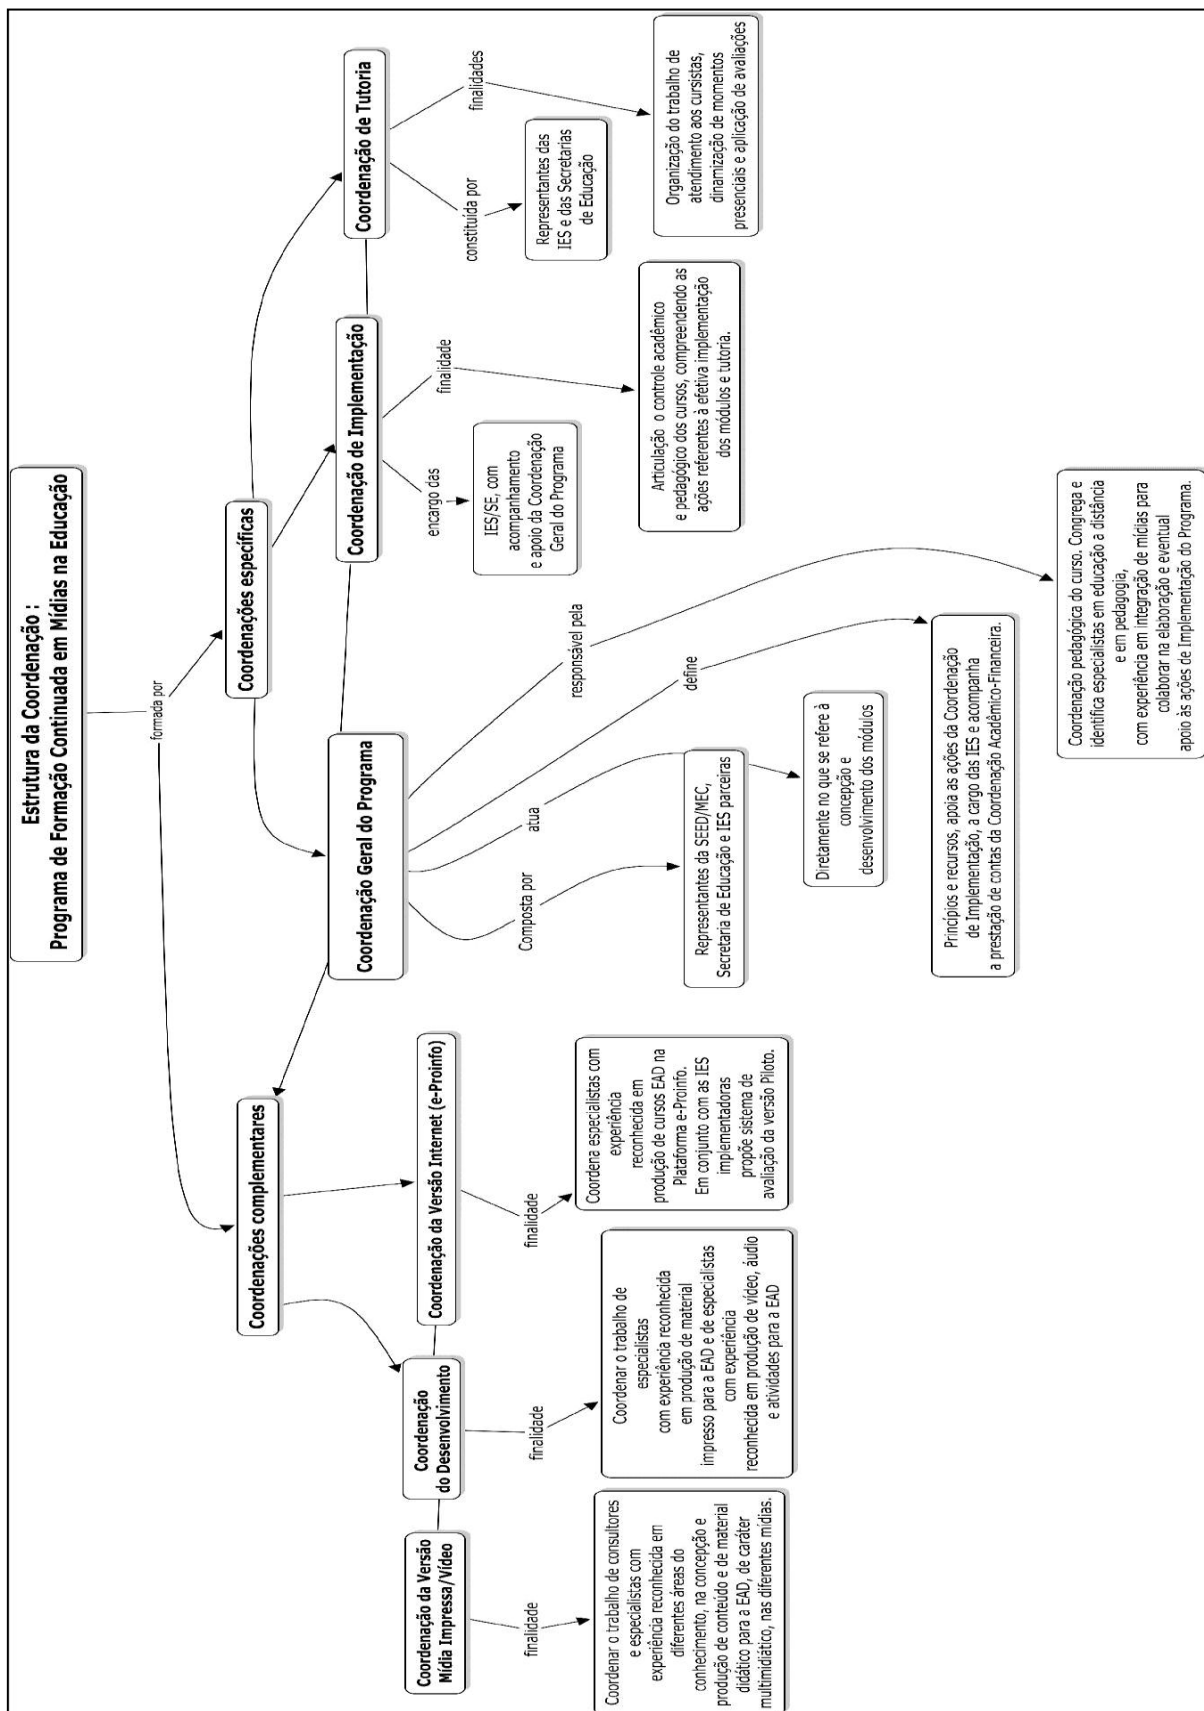 Estrutura da Coordenação :
Programa de Formação Continuada em Mídias na Educação
formada por
Coordenações complementares
Coordenações específicas
Coordenação Geral do Programa
Coordenação de Implementação
Coordenação de Tutoria
Coordenação da Versão
Mídia Impressa/Vídeo
Coordenação
do Desenvolvimento
Coordenação da Versão Internet (e-Proinfo)
finalidade
finalidade
finalidade
Coordenar o trabalho de consultores
e especialistas com
experiência reconhecida em
diferentes áreas do
conhecimento, na concepção e
produção de conteúdo e de material
didático para a EAD, de caráter
multimidiático, nas diferentes mídias.
Coordenar o trabalho de
especialistas
com experiência reconhecida
em produção de material
impresso para a EAD e de especialistas
com experiência
reconhecida em produção de vídeo, áudio
e atividades para a EAD
Coordena especialistas com
experiência
reconhecida em
produção de cursos EAD na
Plataforma e-Proinfo.
Em conjunto com as IES
implementadoras
propõe sistema de
avaliação da versão Piloto.
Composto por
atua
define
responsável pela
Representantes da SEED/MEC,
Secretaria de Educação e IES parceiras
Diretamente no que se refere à
concepção e
desenvolvimento dos módulos
Princípios e recursos, apoia as ações da Coordenação
de Implementação, a cargo das IES e acompanha
a prestação de contas da Coordenação Acadêmico-Financeira.
Coordenação pedagógica do curso. Congrega e
identifica especialistas em educação a distância
e em pedagogia,
com experiência em integração de mídias para
colaborar na elaboração e eventual
apoio às ações de Implementação do Programa.
encargo das
finalidade
IES/SE, com
acompanhamento
e apoio da Coordenação
Geral do Programa
Articulação o controle acadêmico
e pedagógico dos cursos, compreendendo as
ações referentes à efetiva implementação
dos módulos e tutoria.
constituída por
finalidades
Representantes das
IES e das Secretarias
de Educação
Organização do trabalho de
atendimento aos cursistas,
dinamização de momentos
presenciais e aplicação de avaliações